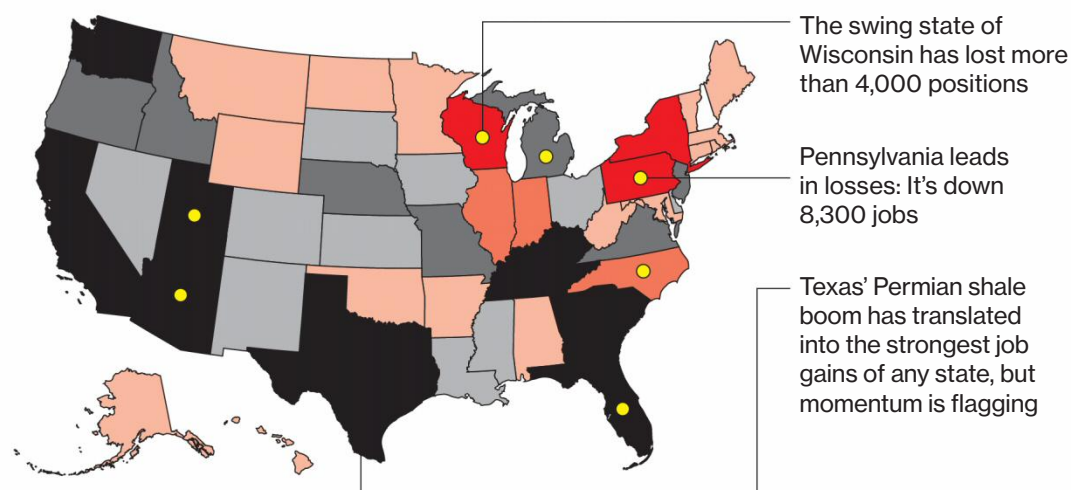 The swing state of
Wisconsin has lost more
than 4,000 positions
Pennsylvania leads
in losses: It’s down
8,300 jobs
Texas’ Permian shale
boom has translated
into the strongest job
gains of any state, but
momentum is flagging